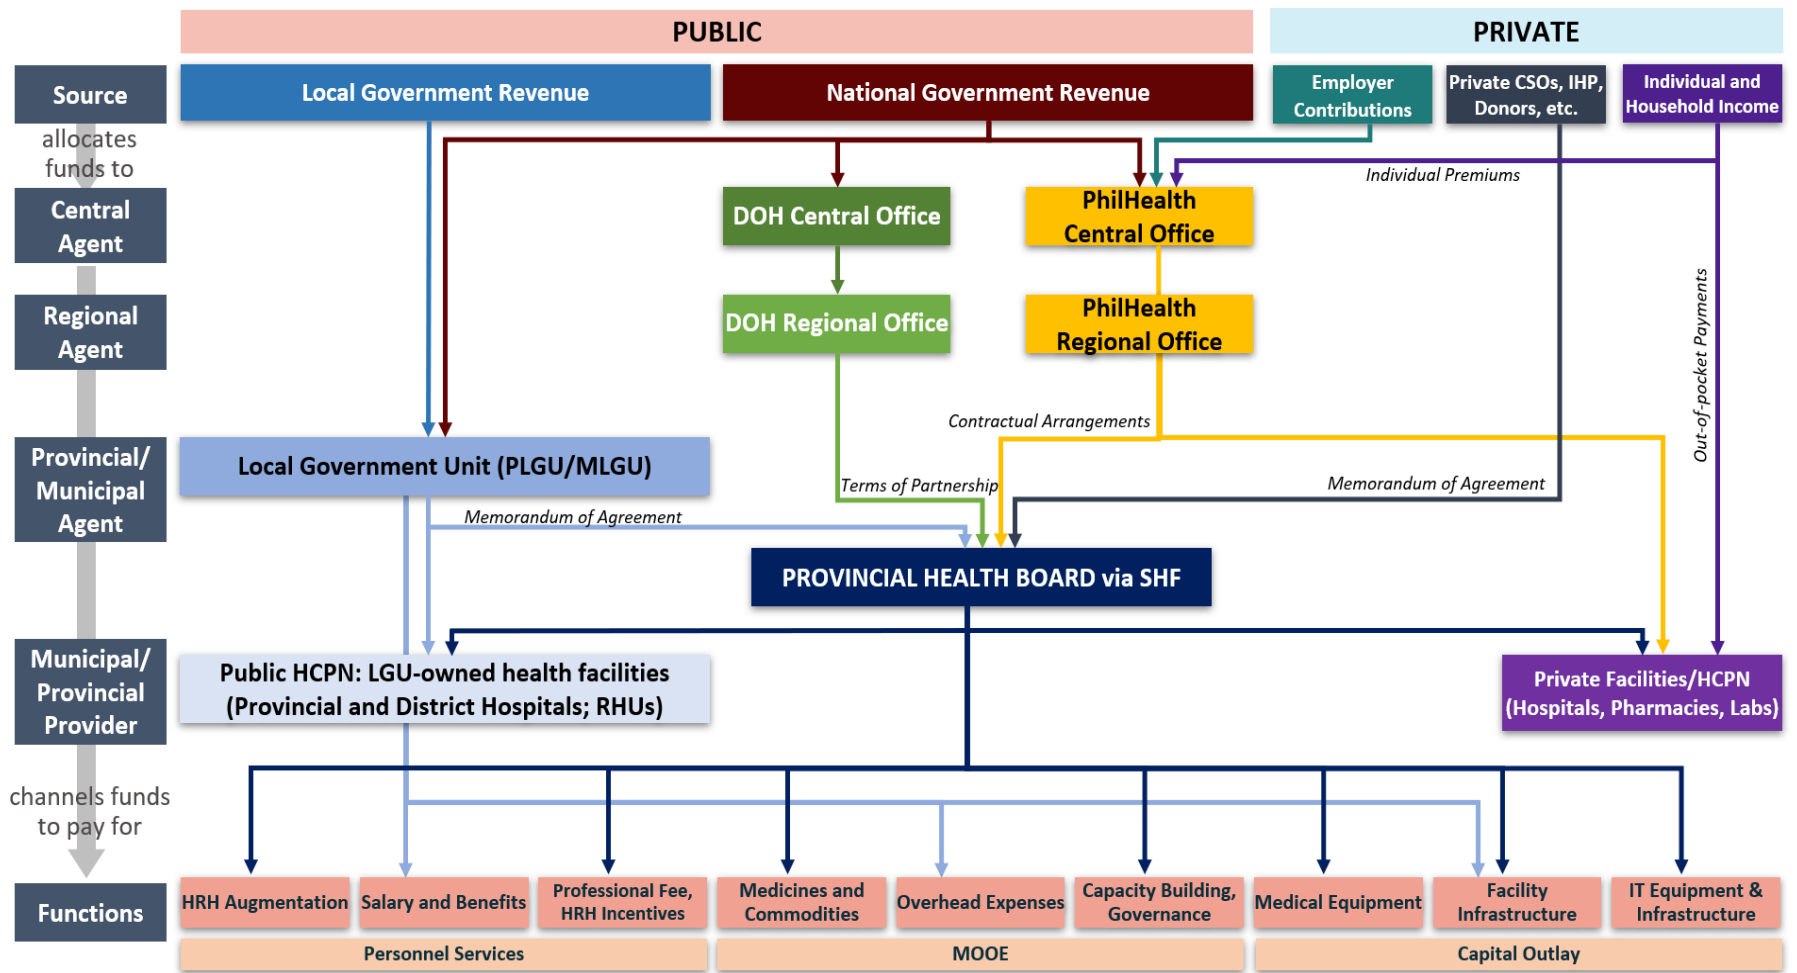 PUBLIC
PRIVATE
Source
Local Government Revenue
National Government Revenue
Employer
Contributions
Private CSOs, IHP,
Donors, etc.
Individual and
Household Income
allocates
funds to
Individual Premiums
Central
Agent
DOH Central Office
PhilHealth
Central Office
Regional
Agent
DOH Regional Office
PhilHealth
Regional Office
Out-of-pocket Payments
Contractual Arrangements
Provincial/
Municipal
Agent
Local Government Unit (PLGU/MLGU)
Terms of Partnership
Memorandum of Agreement
Memorandum of Agreement
PROVINCIAL HEALTH BOARD via SHF
Municipal/
Provincial
Provider
Public HCPN: LGU-owned health facilities
(Provincial and District Hospitals; RHUs)
Private Facilities/HCPN
(Hospitals, Pharmacies, Labs)
channels funds
to pay for
Functions
HRH Augmentation
Salary and Benefits
Professional Fee,
HRH Incentives
Medicines and
Commodities
Overhead Expenses
Capacity Building,
Governance
Medical Equipment
Facility
Infrastructure
IT Equipment &
Infrastructure
Personnel Services
MOOE
Capital Outlay